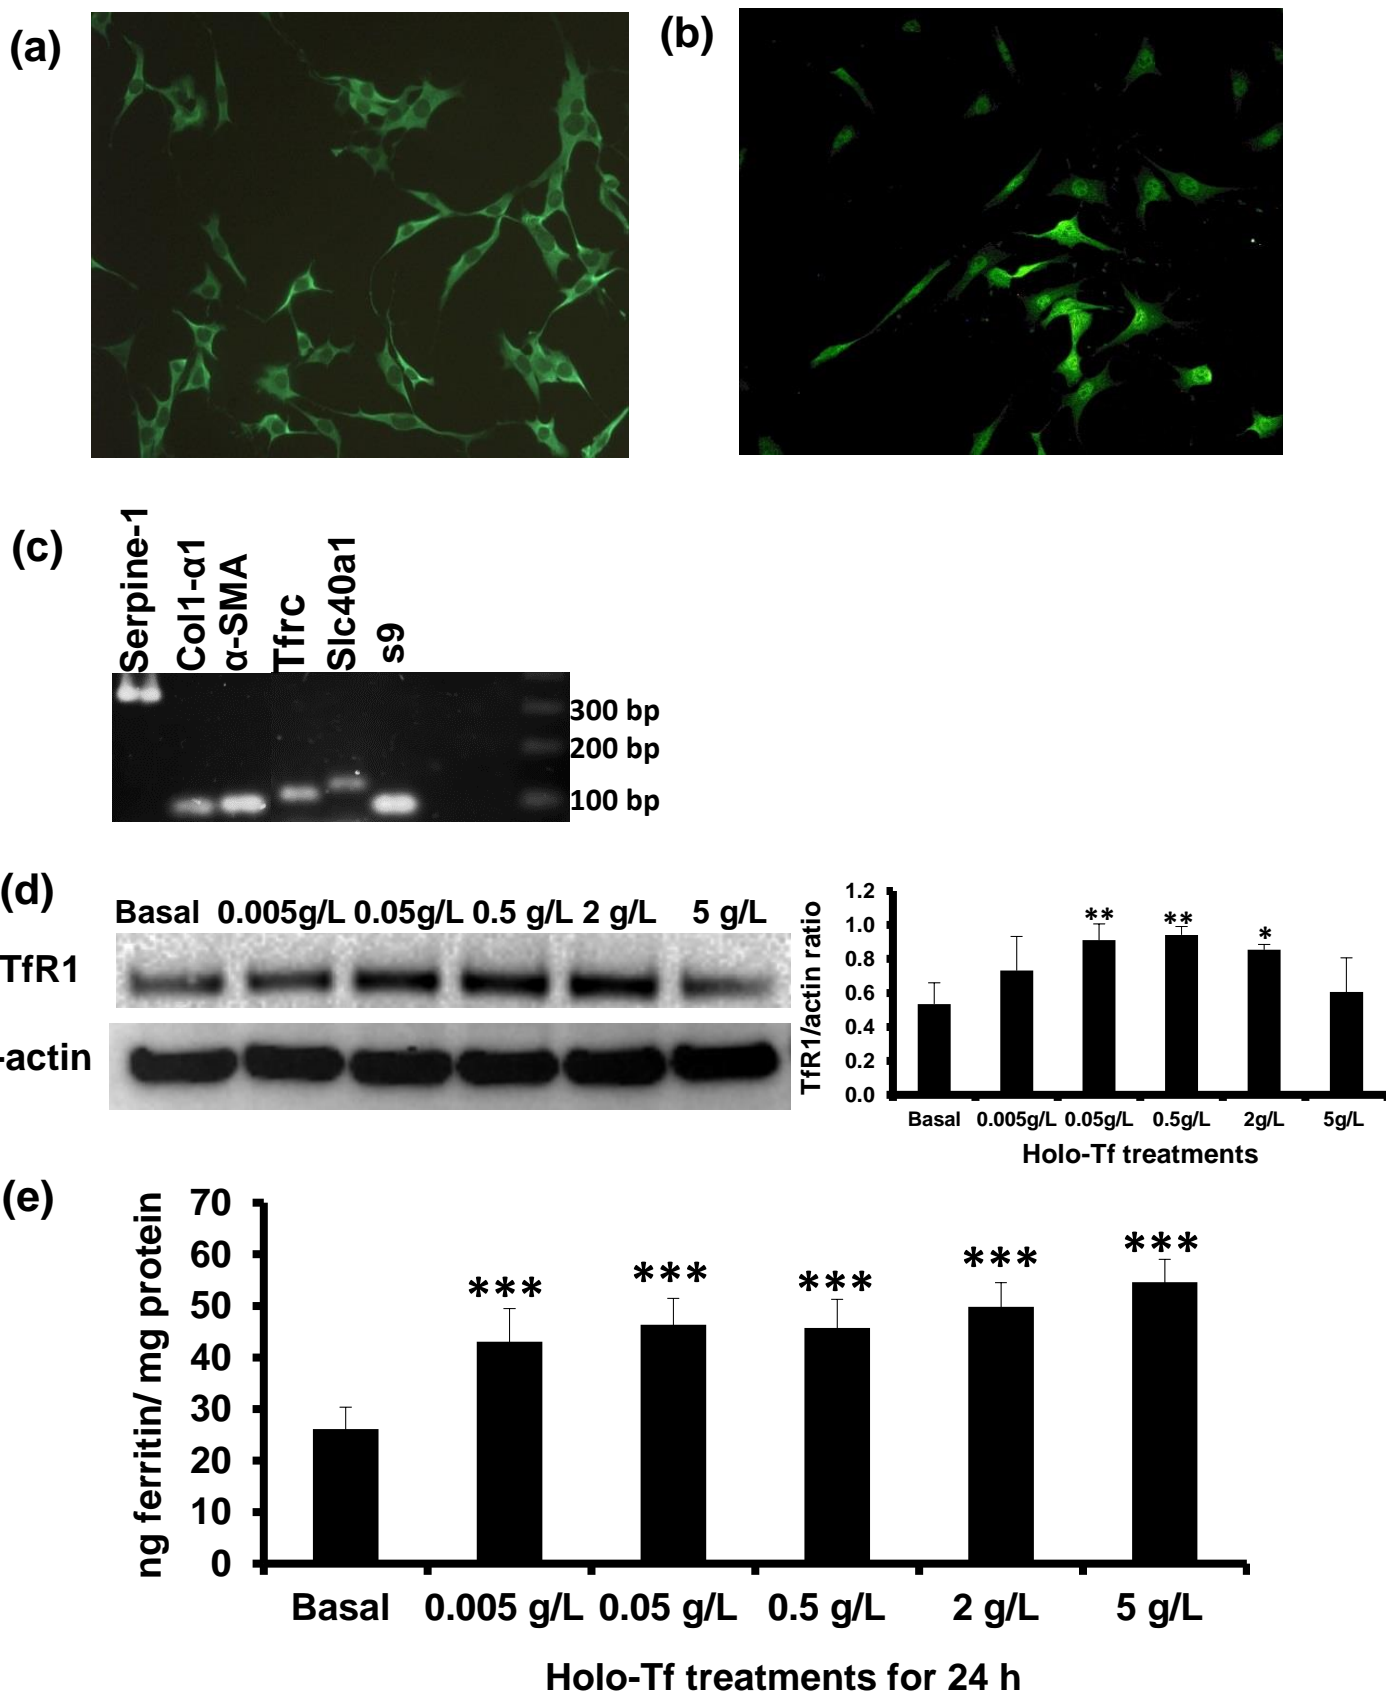 (a)
(b)
(c)
Serpine-1
Col1-α1
α-SMA
Tfrc
Slc40a1
s9
300 bp
200 bp
100 bp
(d)
Basal 0.005g/L 0.05g/L 0.5 g/L 2 g/L 5 g/L
TfR1
-actin
TfR1/actin ratio
1.2
1.0
0.8
0.6
0.4
0.2
0.0
** ** *
Basal 0.005g/L 0.05g/L 0.5g/L 2g/L 5g/L
Holo-Tf treatments
(e)
ng ferritin/ mg protein
70
60
50
40
30
20
10
0
*** *** *** *** ***
Basal 0.005 g/L 0.05 g/L 0.5 g/L 2 g/L 5 g/L
Holo-Tf treatments for 24 h